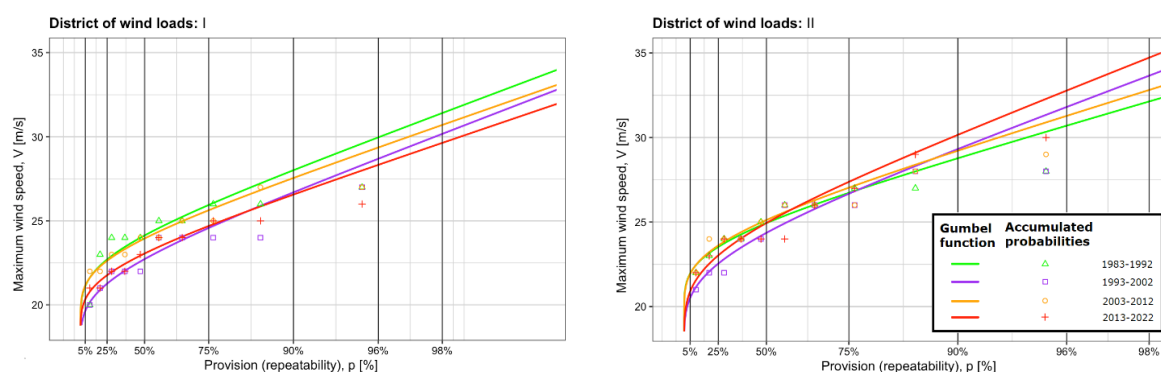 District of wind loads: I
Maximum wind speed, V [m/s]
35
30
25
20
5% 25% 50% 75% 90% 96% 98%
Provision (repeatability), p [%]
District of wind loads: II
Maximum wind speed, V [m/s]
35
30
25
20
5% 25% 50% 75% 90% 96% 98%
Provision (repeatability), p [%]
Gumbel function
Accumulated probabilities
1983-1992
1993-2002
2003-2012
2013-2022